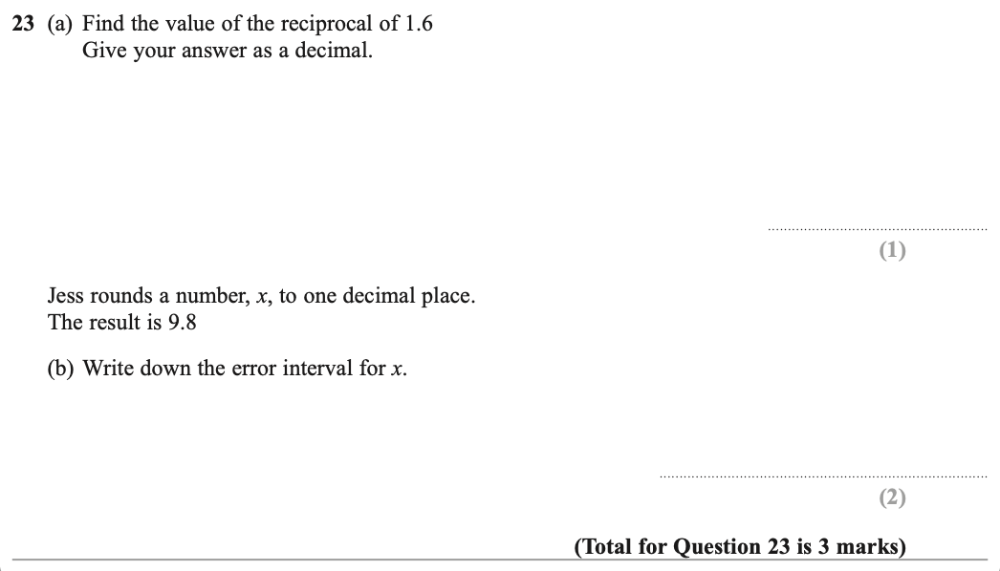 23 (a) Find the value of the reciprocal of 1.6
Give your answer as a decimal.
(1)
Jess rounds a number, x, to one decimal place.
The result is 9.8
(b) Write down the error interval for x.
(2)
(Total for Question 23 is 3 marks)